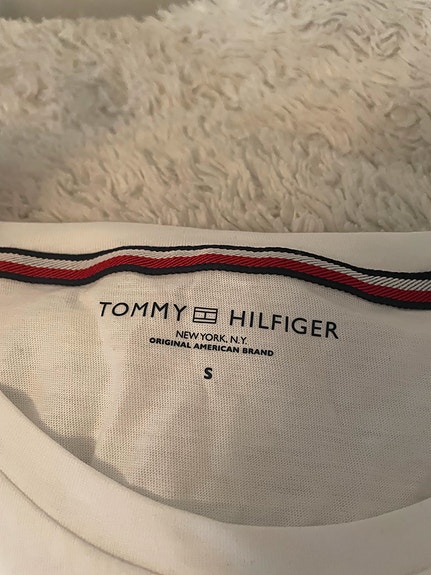 TOMMY HILFIGER
NEW YORK, N.Y.
ORIGINAL AMERICAN BRAND
S